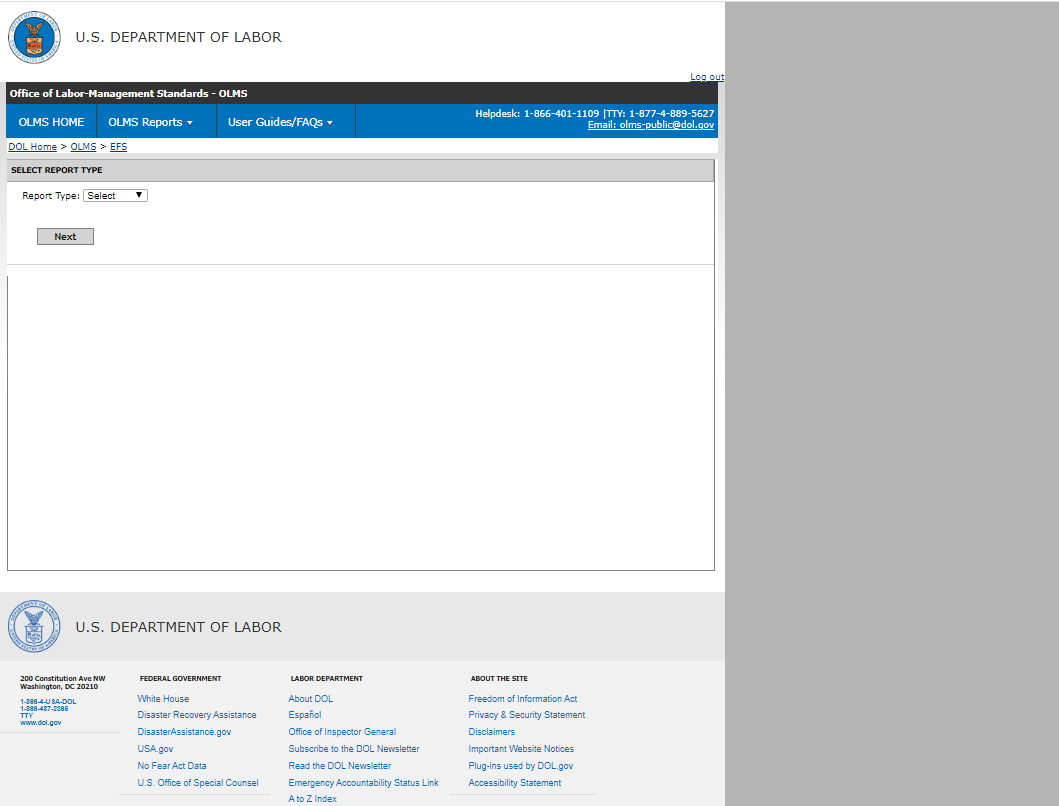 U.S. DEPARTMENT OF LABOR
Log out
Office of Labor-Management Standards - OLMS
OLMS HOME
OLMS Reports
User Guides/FAQs
Helpdesk: 1-866-401-1109 |TTY: 1-877-4-889-5627
Email: olms-public@dol.gov
DOL Home > OLMS > EFS
SELECT REPORT TYPE
Report Type: Select
Next
U.S. DEPARTMENT OF LABOR
200 Constitution Ave NW
Washington, DC 20210
1-866-4-USA-DOL
1-866-487-2365
TTY
www.dol.gov
FEDERAL GOVERNMENT
White House
Disaster Recovery Assistance
DisasterAssistance.gov
USA.gov
No Fear Act Data
U.S. Office of Special Counsel
LABOR DEPARTMENT
About DOL
Español
Office of Inspector General
Subscribe to the DOL Newsletter
Read the DOL Newsletter
Emergency Accountability Status Link
A to Z Index
ABOUT THE SITE
Freedom of Information Act
Privacy & Security Statement
Disclaimers
Important Website Notices
Plug-ins used by DOL.gov
Accessibility Statement